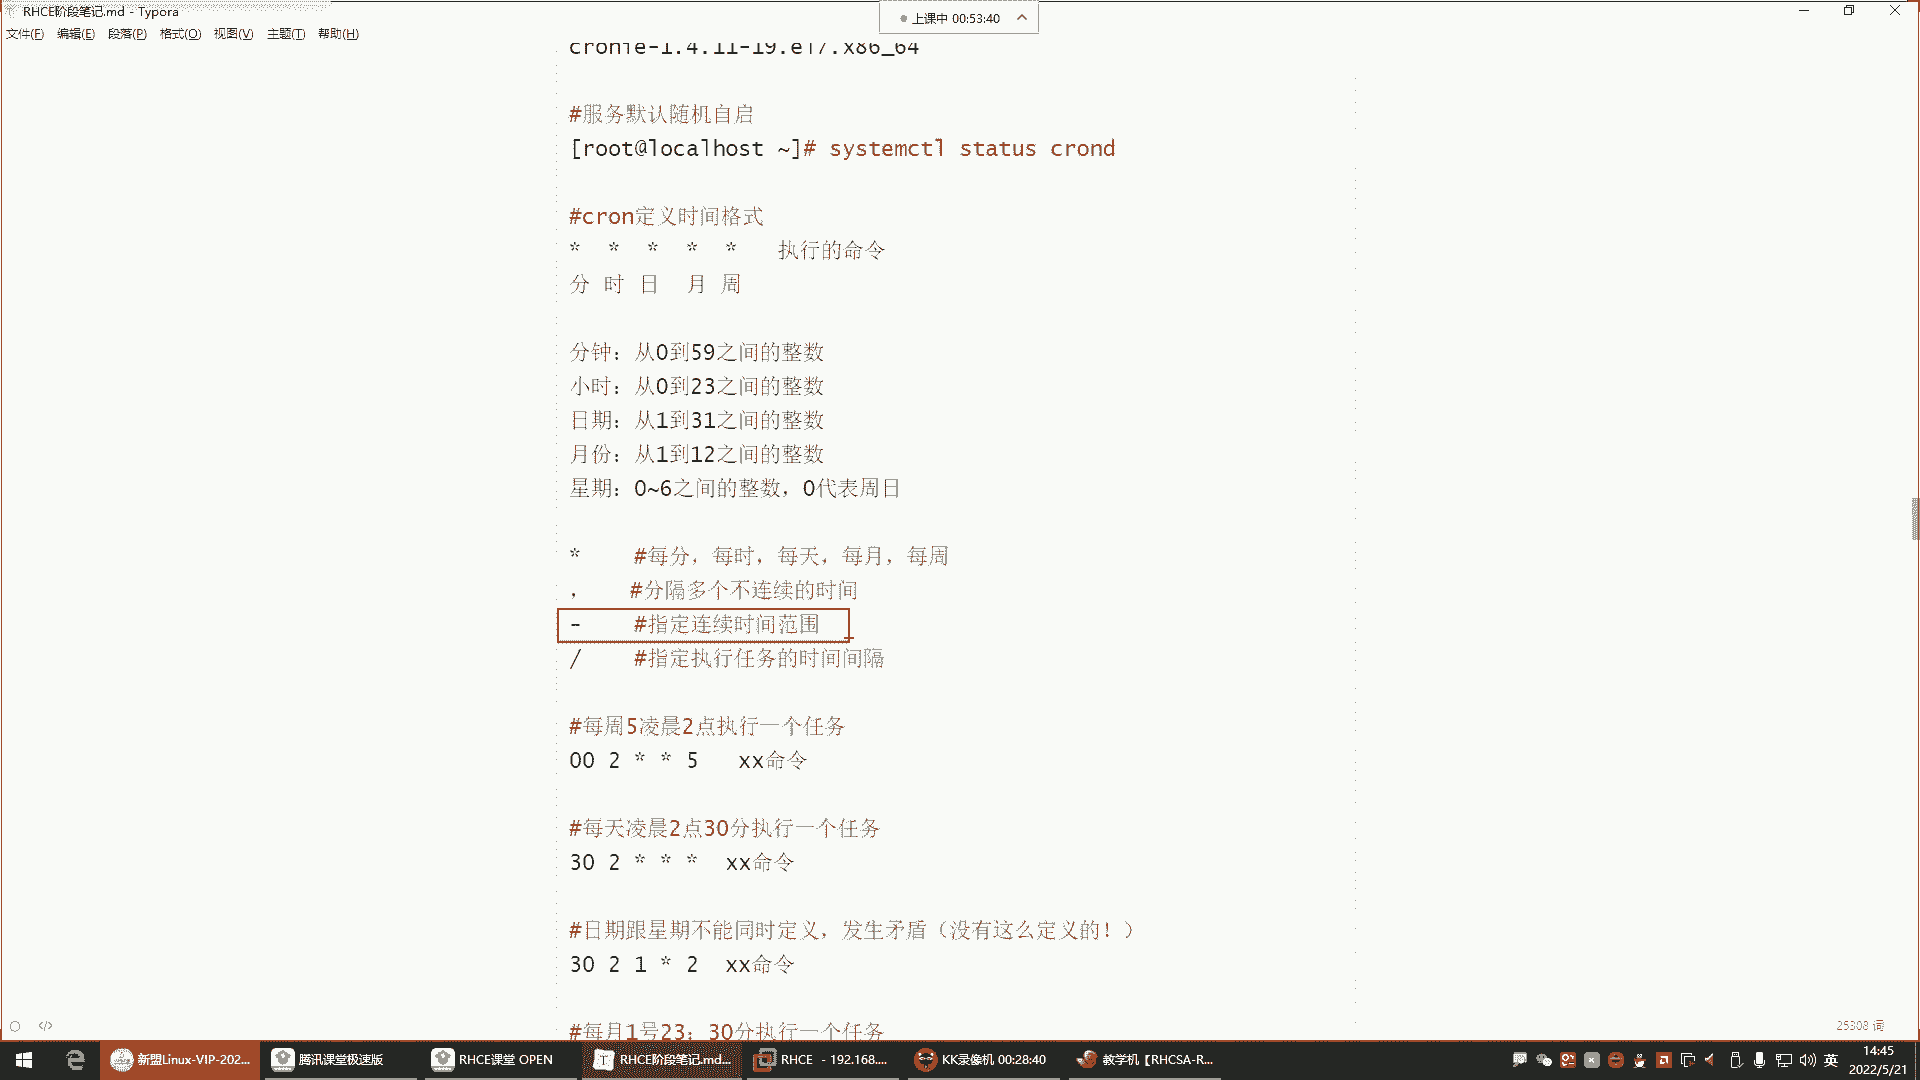 RHCE阶段笔记.md - Typora
上课中 00:53:40
文件(F) 编辑(E) 段落(P) 格式(O) 视图(V) 主题(T) 帮助(H)
cronie-1.4.11-19.el7.x86_64
#服务默认随机自启
[root@localhost ~]# systemctl status crond
#cron定义时间格式
* * * * * 执行的命令
分 时 日 月 周
分钟：从0到59之间的整数
小时：从0到23之间的整数
日期：从1到31之间的整数
月份：从1到12之间的整数
星期：0~6之间的整数，0代表周日
* #每分，每时，每天，每月，每周
， #分隔多个不连续的时间
- #指定连续时间范围
/ #指定执行任务的时间间隔
#每周5凌晨2点执行一个任务
00 2 * * 5 xx命令
#每天凌晨2点30分执行一个任务
30 2 * * * xx命令
#日期跟星期不能同时定义，发生矛盾（没有这么定义的！）
30 2 1 * 2 xx命令
#每月1号23：30分执行一个任务
25308 词
新盟Linux-VIP-202... 腾讯课堂极速版 RHCE课堂 OPEN RHCE阶段笔记.md... RHCE - 192.168.... KK录像机 00:28:40 教学机【RHCSA-R... 英 14:45
2022/5/21